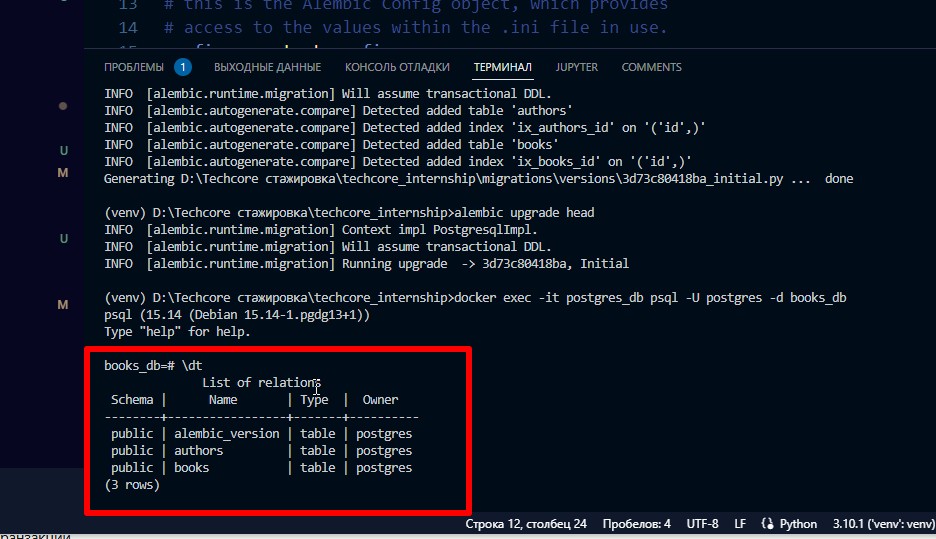 13 # this is the Alembic Config object, which provides
14 # access to the values within the .ini file in use.
15
ПРОБЛЕМЫ 1 ВЫХОДНЫЕ ДАННЫЕ КОНСОЛЬ ОТЛАДКИ ТЕРМИНАЛ JUPYTER COMMENTS
INFO  [alembic.runtime.migration] Will assume transactional DDL.
INFO  [alembic.autogenerate.compare] Detected added table 'authors'
INFO  [alembic.autogenerate.compare] Detected added index 'ix_authors_id' on '('id',)'
INFO  [alembic.autogenerate.compare] Detected added table 'books'
INFO  [alembic.autogenerate.compare] Detected added index 'ix_books_id' on '('id',)'
Generating D:\Techcore стажировка\techcore_internship\migrations\versions\3d73c80418ba_initial.py ...  done
(venv) D:\Techcore стажировка\techcore_internship>alembic upgrade head
INFO  [alembic.runtime.migration] Context impl PostgresqlImpl.
INFO  [alembic.runtime.migration] Will assume transactional DDL.
INFO  [alembic.runtime.migration] Running upgrade  -> 3d73c80418ba, Initial
U
M
U
M
(venv) D:\Techcore стажировка\techcore_internship>docker exec -it postgres_db psql -U postgres -d books_db
psql (15.14 (Debian 15.14-1.pgdg13+1))
Type "help" for help.
books_db=# \dt
List of relations
Schema |      Name       | Type  |  Owner
--------+-----------------+-------+----------
public | alembic_version | table | postgres
public | authors         | table | postgres
public | books           | table | postgres
(3 rows)
Строка 12, столбец 24 Пробелов: 4 UTF-8 LF Python 3.10.1 ('venv': venv)